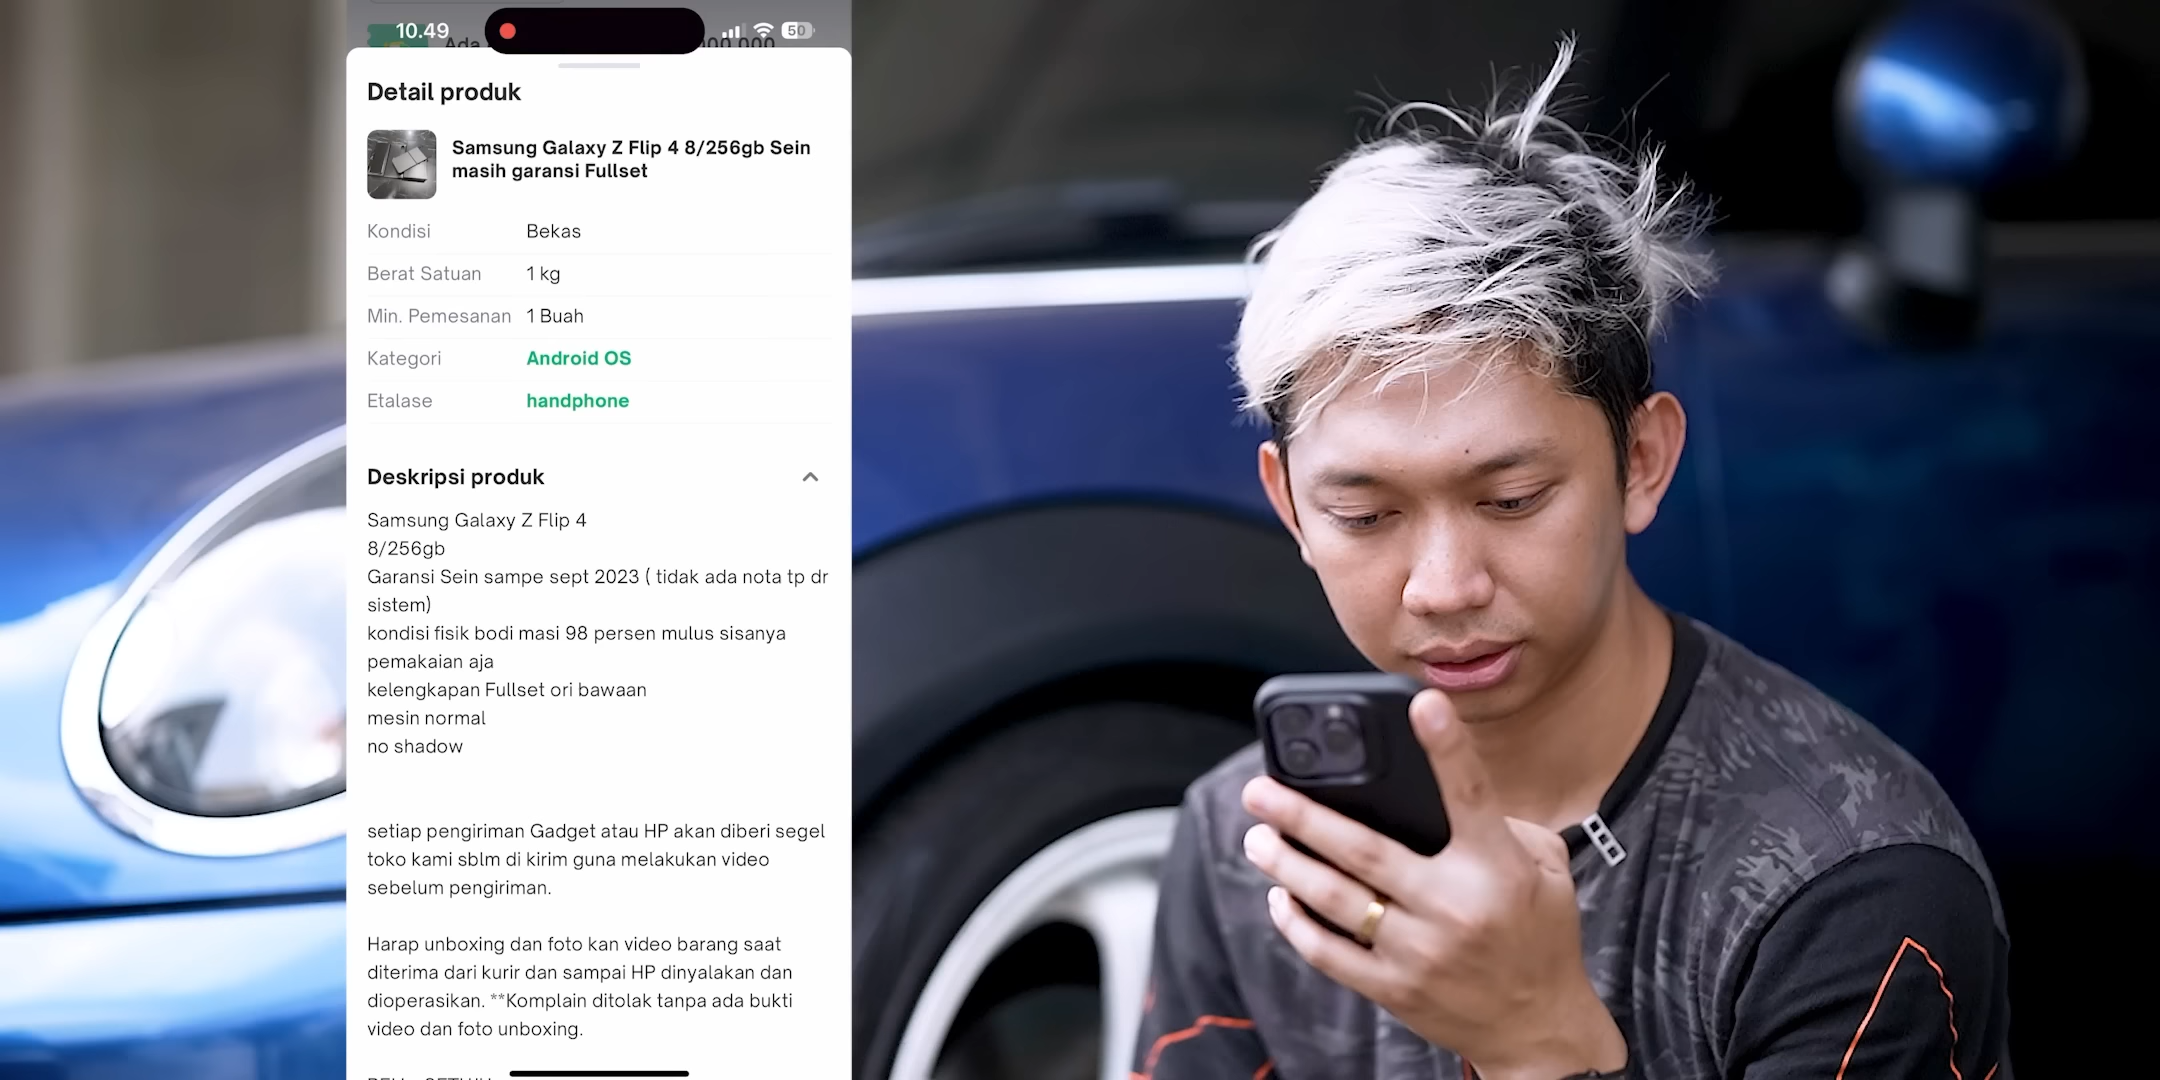 10.49
50
Ada
Detail produk
Samsung Galaxy Z Flip 4 8/256gb Sein
masih garansi Fullset
Kondisi Bekas
Berat Satuan 1 kg
Min. Pemesanan 1 Buah
Kategori Android OS
Etalase handphone
Deskripsi produk
Samsung Galaxy Z Flip 4
8/256gb
Garansi Sein sampe sept 2023 ( tidak ada nota tp dr
sistem)
kondisi fisik bodi masi 98 persen mulus sisanya
pemakaian aja
kelengkapan Fullset ori bawaan
mesin normal
no shadow
setiap pengiriman Gadget atau HP akan diberi segel
toko kami sblm di kirim guna melakukan video
sebelum pengiriman.
Harap unboxing dan foto kan video barang saat
diterima dari kurir dan sampai HP dinyalakan dan
dioperasikan. **Komplain ditolak tanpa ada bukti
video dan foto unboxing.